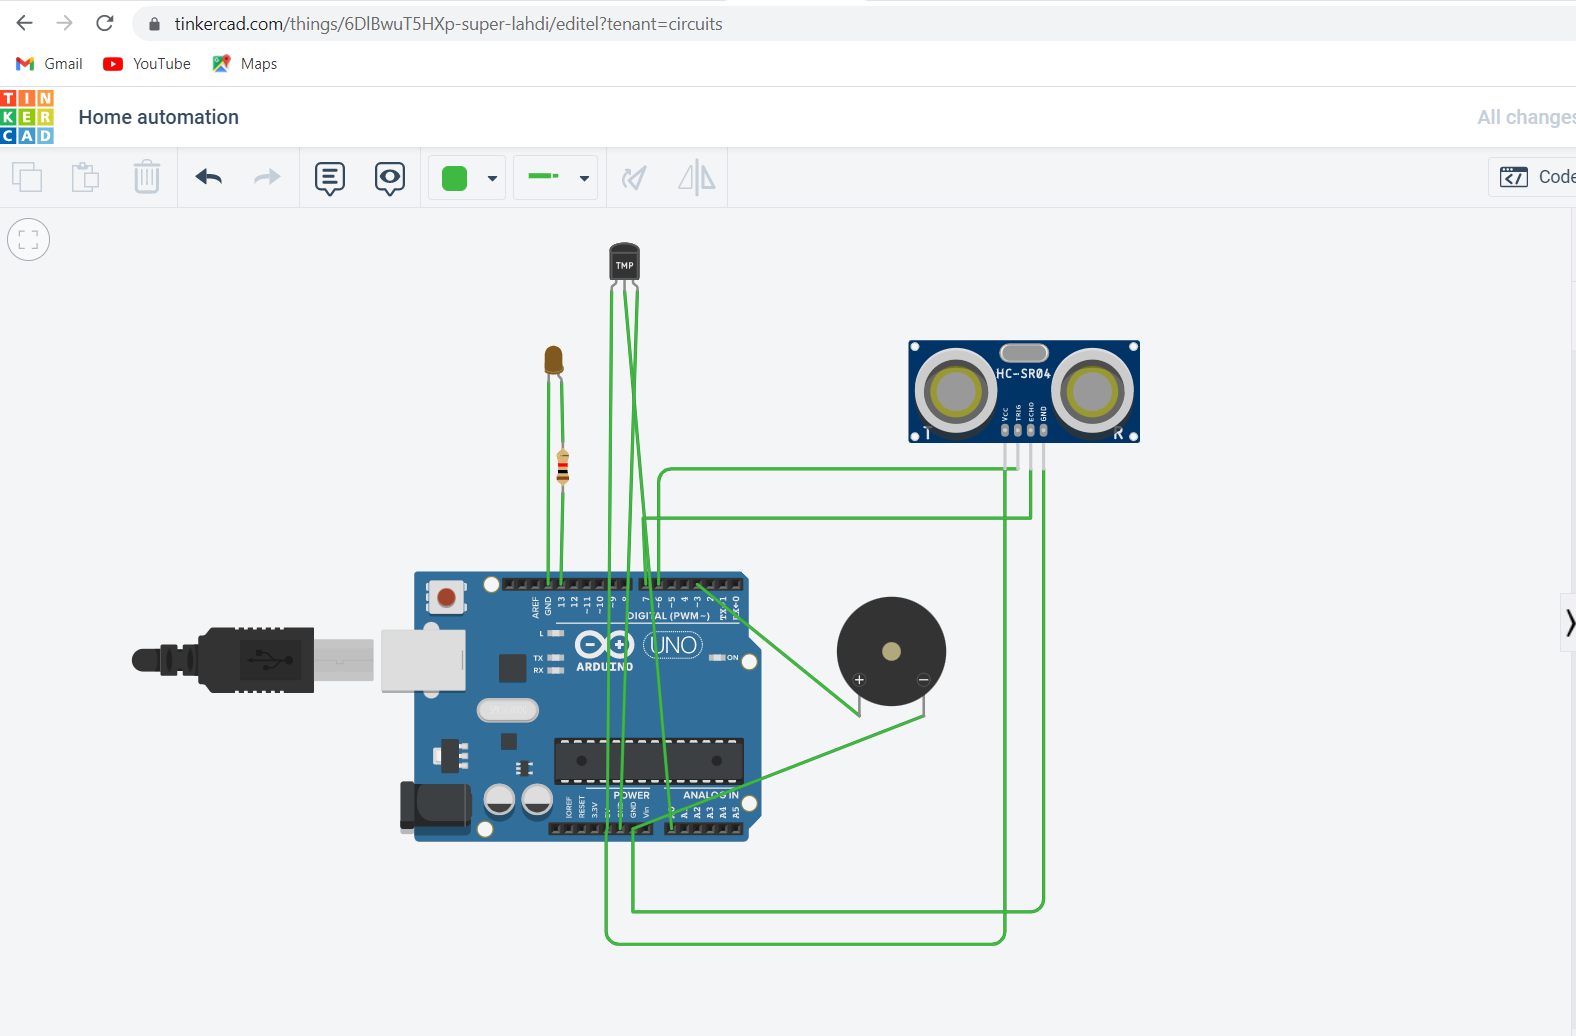 tinkercad.com/things/6DlBwuT5HXp-super-lahdi/editel?tenant=circuits
Gmail YouTube Maps
TIN
KER
CAD
Home automation
All changes
Code
TMP
HC-SR04
Vcc TRIG ECHO GND
T R
AREF GND 13 12 ~11 ~10 ~9 8 7 ~6 ~5 4 ~3 2 TX→1 RX←0
DIGITAL (PWM ~)
L
TX
RX
ARDUINO
UNO
ON
+ −
POWER ANALOG IN
IOREF RESET 3.3V GND Vin A1 A2 A3 A4 A5